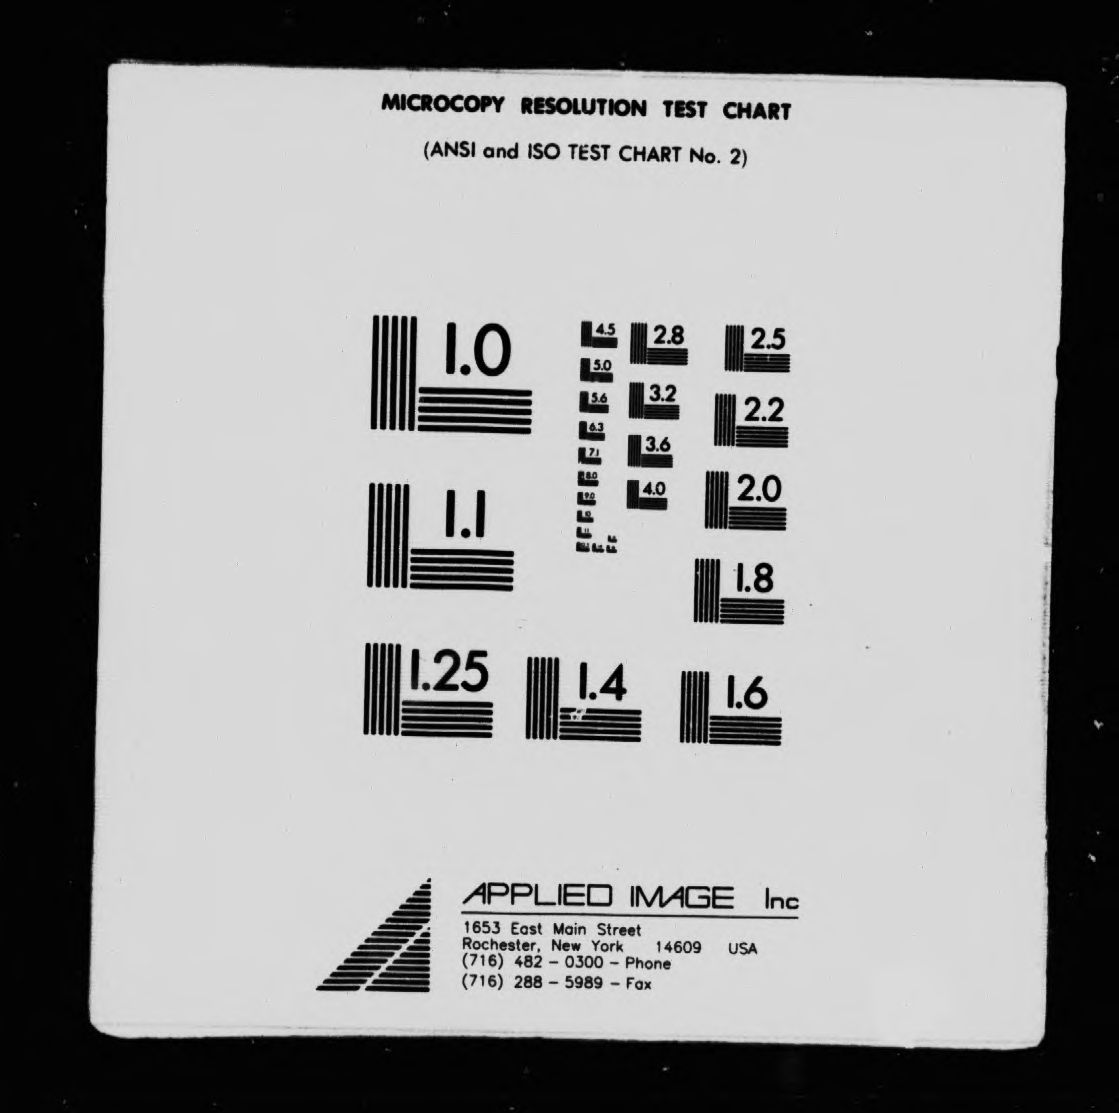 MICROCOPY RESOLUTION TEST CHART
(ANSI and ISO TEST CHART No. 2)
1.0
1.1
1.25
1.4
1.6
1.8
2.0
2.2
2.5
2.8
3.2
3.6
4.0
4.5
5.0
5.6
6.3
7.1
8.0
9.0
APPLIED IMAGE Inc
1653 East Main Street
Rochester, New York 14609 USA
(716) 482 - 0300 - Phone
(716) 288 - 5989 - Fax